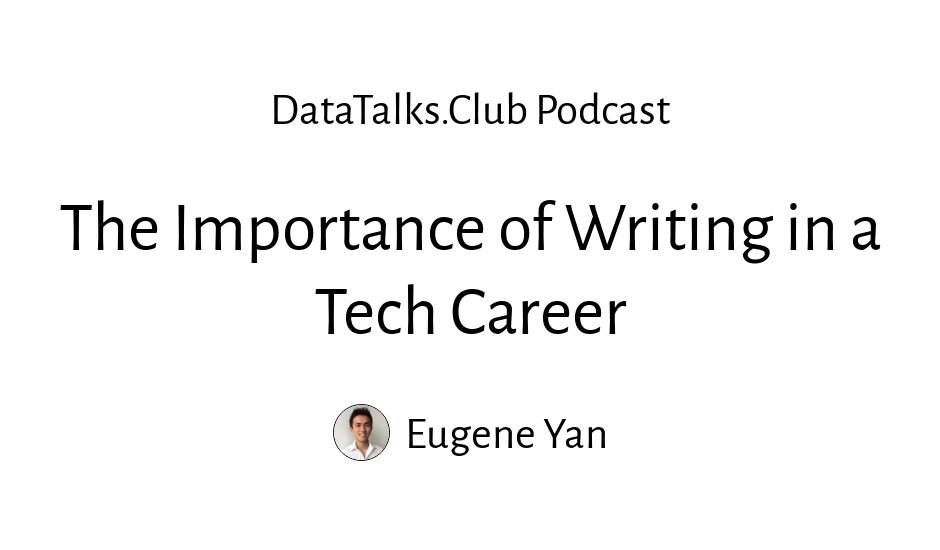 DataTalks.Club Podcast
The Importance of Writing in a
Tech Career
Eugene Yan